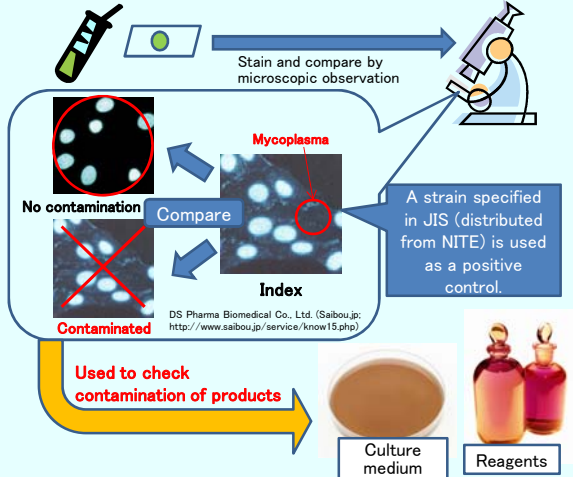 Stain and compare by
microscopic observation
Mycoplasma
No contamination
Compare
A strain specified
in JIS (distributed
from NITE) is used
as a positive
control.
Index
Contaminated
DS Pharma Biomedical Co., Ltd. (Saibou.jp;
http://www.saibou.jp/service/know15.php)
Used to check
contamination of products
Culture
medium
Reagents